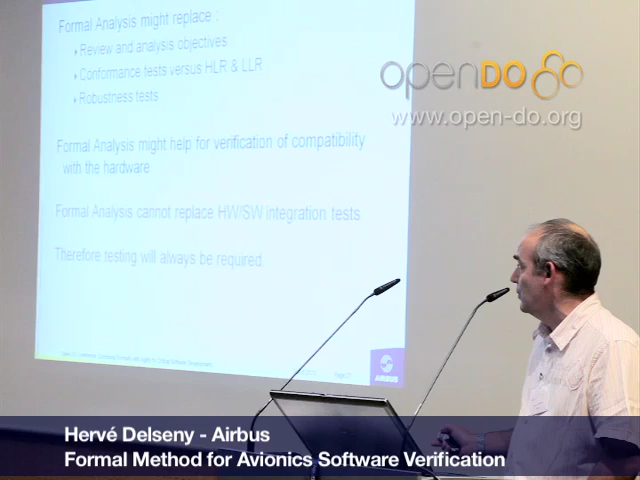 Formal Analysis might replace :
Review and analysis objectives
Conformance tests versus HLR & LLR
Robustness tests
Formal Analysis might help for verification of compatibility
with the hardware
Formal Analysis cannot replace HW/SW integration tests
Therefore testing will always be required.
AIRBUS
openDO
www.open-do.org
Hervé Delseny - Airbus
Formal Method for Avionics Software Verification